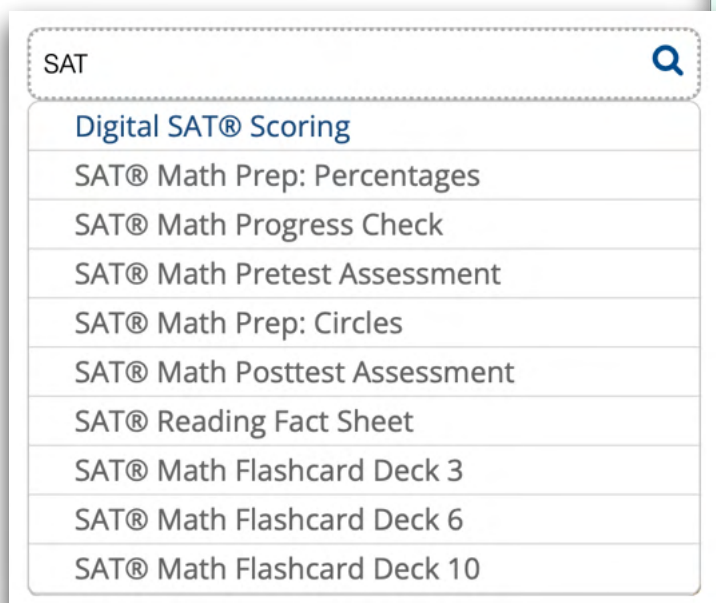 SAT
Digital SAT® Scoring
SAT® Math Prep: Percentages
SAT® Math Progress Check
SAT® Math Pretest Assessment
SAT® Math Prep: Circles
SAT® Math Posttest Assessment
SAT® Reading Fact Sheet
SAT® Math Flashcard Deck 3
SAT® Math Flashcard Deck 6
SAT® Math Flashcard Deck 10